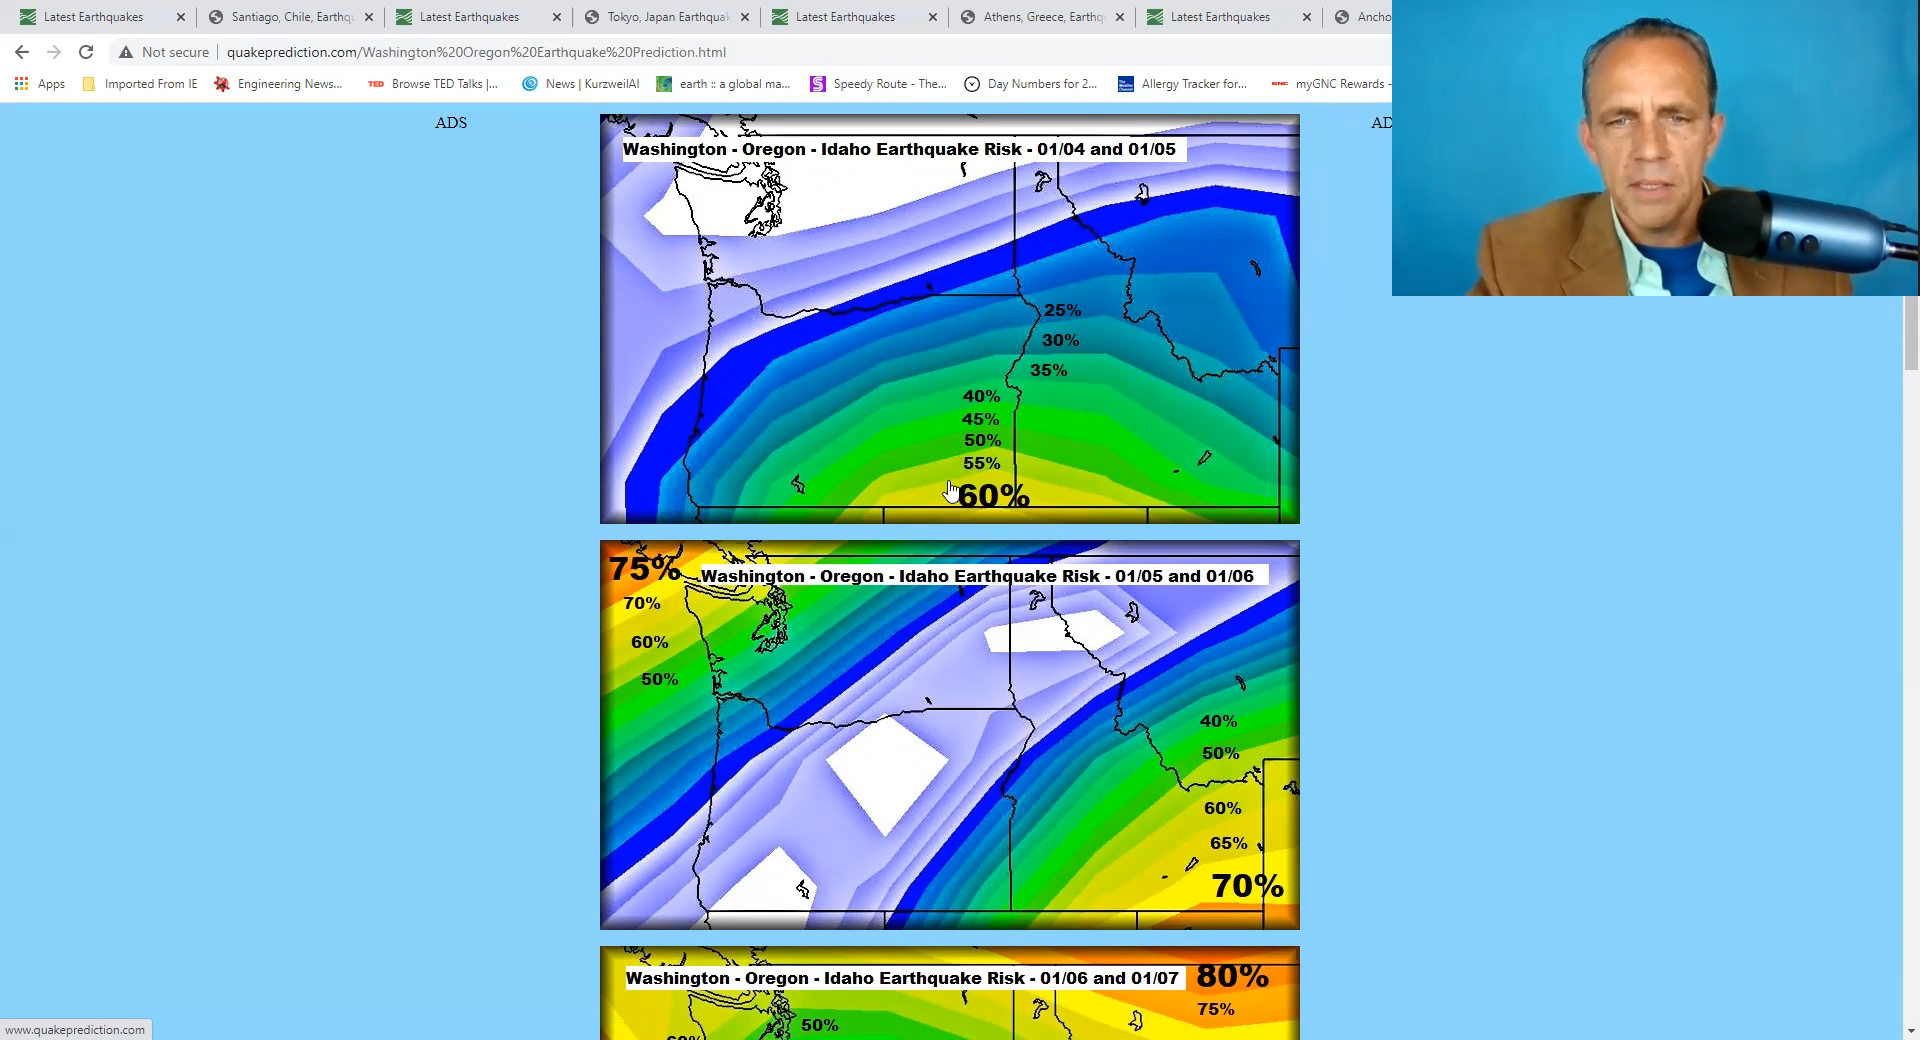 Latest Earthquakes
Santiago, Chile, Earthq
Latest Earthquakes
Tokyo, Japan Earthquak
Latest Earthquakes
Athens, Greece, Earthq
Latest Earthquakes
Ancho
Not secure
quakeprediction.com/Washington%20Oregon%20Earthquake%20Prediction.html
Apps
Imported From IE
Engineering News...
TED
Browse TED Talks |...
News | KurzweilAI
earth :: a global ma...
Speedy Route - The...
Day Numbers for 2...
Allergy Tracker for...
GNC
myGNC Rewards -
ADS
AD
Washington - Oregon - Idaho Earthquake Risk - 01/04 and 01/05
25%
30%
35%
40%
45%
50%
55%
60%
75%
Washington - Oregon - Idaho Earthquake Risk - 01/05 and 01/06
70%
60%
50%
40%
50%
60%
65%
70%
Washington - Oregon - Idaho Earthquake Risk - 01/06 and 01/07
80%
75%
50%
60%
www.quakeprediction.com